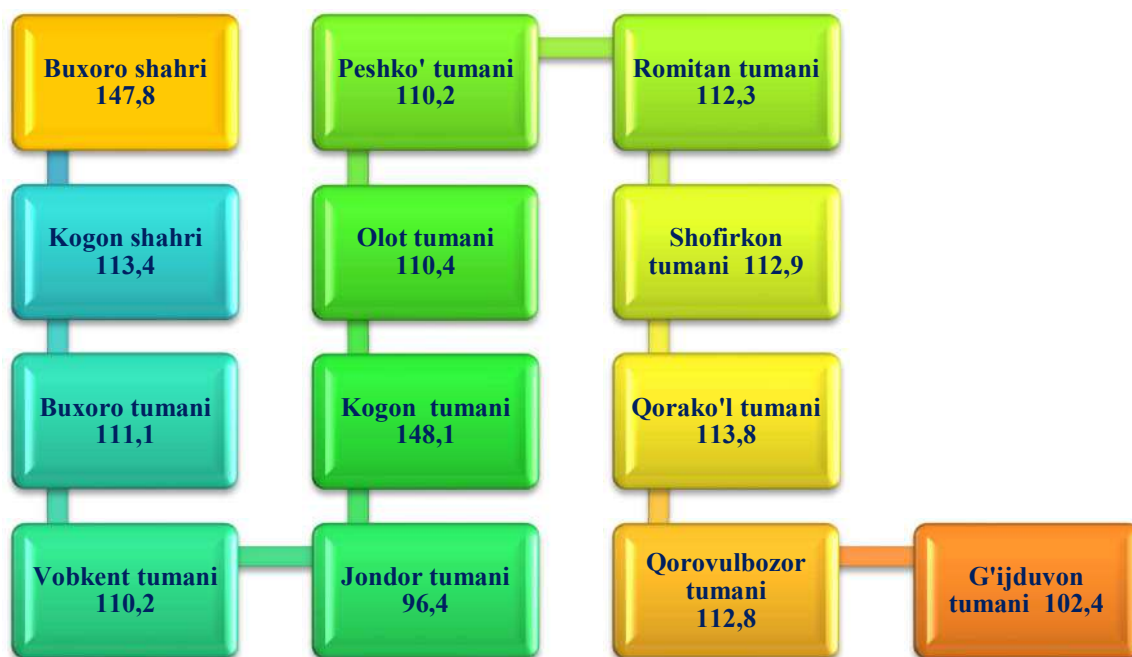 Buxoro shahri
147,8
Kogon shahri
113,4
Buxoro tumani
111,1
Vobkent tumani
110,2
Jondor tumani
96,4
Kogon tumani
148,1
Olot tumani
110,4
Peshko' tumani
110,2
Romitan tumani
112,3
Shofirkon
tumani 112,9
Qorako'l tumani
113,8
Qorovulbozor
tumani
112,8
G'ijduvon
tumani 102,4